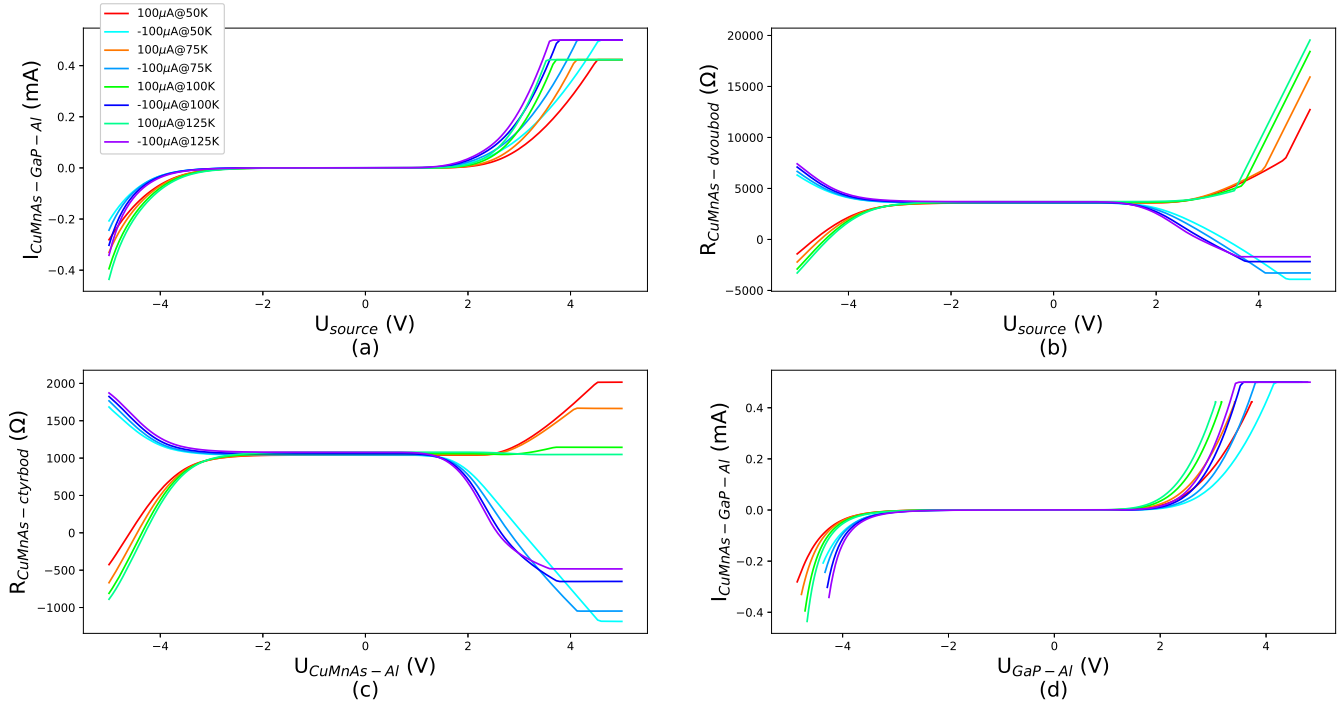 100μA@50K
-100μA@50K
100μA@75K
-100μA@75K
100μA@100K
-100μA@100K
100μA@125K
-100μA@125K
I_CuMnAs−GaP−Al (mA)
0.4
0.2
0.0
−0.2
−0.4
−4 −2 0 2 4
U_source (V)
(a)
R_CuMnAs−dvoubod (Ω)
20000
15000
10000
5000
0
−5000
−4 −2 0 2 4
U_source (V)
(b)
R_CuMnAs−ctyrbod (Ω)
2000
1500
1000
500
0
−500
−1000
−4 −2 0 2 4
U_CuMnAs−Al (V)
(c)
I_CuMnAs−GaP−Al (mA)
0.4
0.2
0.0
−0.2
−0.4
−4 −2 0 2 4
U_GaP−Al (V)
(d)